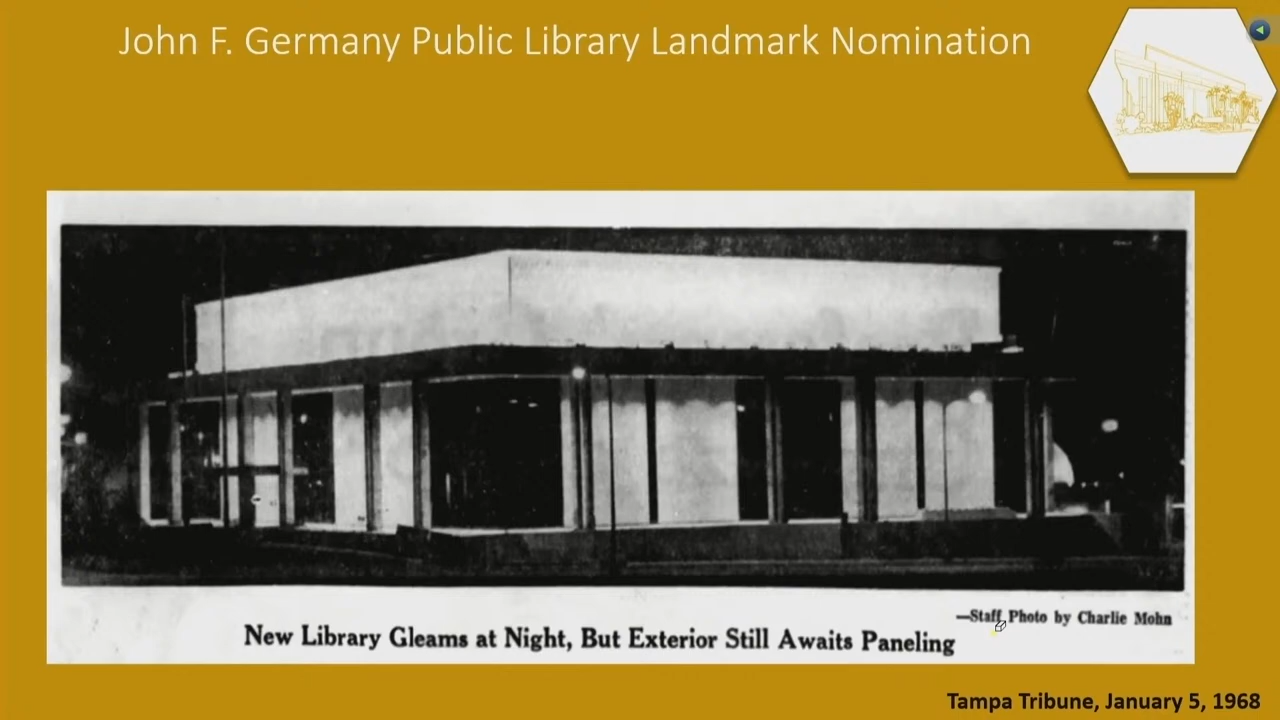 John F. Germany Public Library Landmark Nomination
—Staff Photo by Charlie Mohn
New Library Gleams at Night, But Exterior Still Awaits Paneling
Tampa Tribune, January 5, 1968